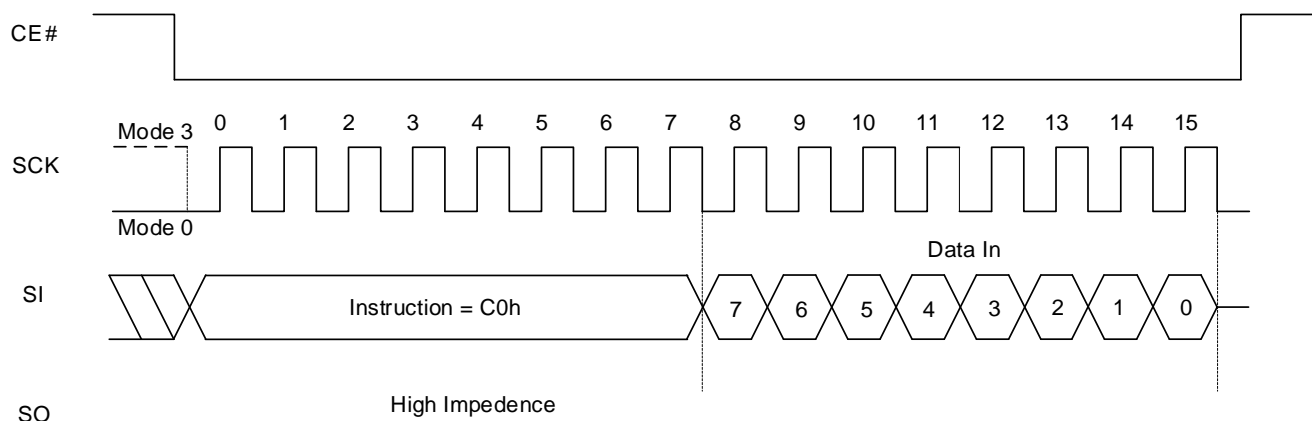 CE#
Mode 3
0 1 2 3 4 5 6 7 8 9 10 11 12 13 14 15
SCK
Mode 0
Data In
SI
Instruction = C0h
7 6 5 4 3 2 1 0
High Impedence
SO